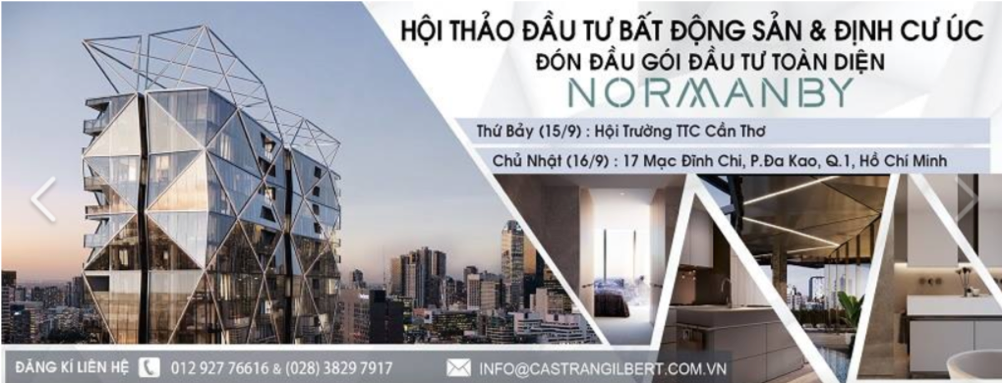 HỘI THẢO ĐẦU TƯ BẤT ĐỘNG SẢN & ĐỊNH CƯ ÚC
ĐÓN ĐẦU GÓI ĐẦU TƯ TOÀN DIỆN
NORMANBY
Thứ Bảy (15/9) : Hội Trường TTC Cần Thơ
Chủ Nhật (16/9) : 17 Mạc Đĩnh Chi, P.Đa Kao, Q.1, Hồ Chí Minh
ĐĂNG KÍ LIÊN HỆ 012 927 76616 & (028) 3829 7917 INFO@CASTRANGILBERT.COM.VN